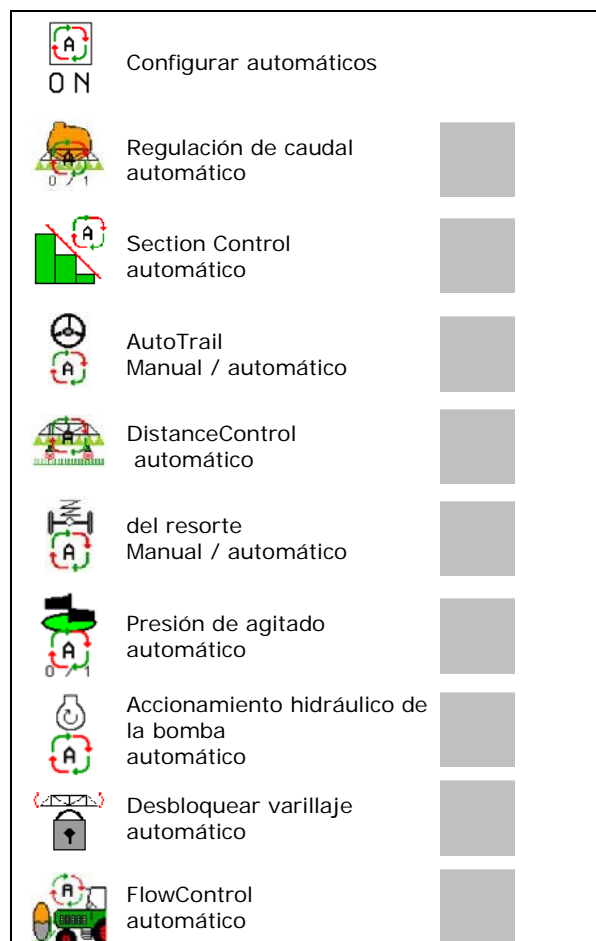 A
ON
Configurar automáticos
A
0 / 1
Regulación de caudal
automático
A
Section Control
automático
A
AutoTrail
Manual / automático
A
DistanceControl
automático
A
del resorte
Manual / automático
A
0 / 1
Presión de agitado
automático
A
Accionamiento hidráulico de
la bomba
automático
Desbloquear varillaje
automático
A
FlowControl
automático